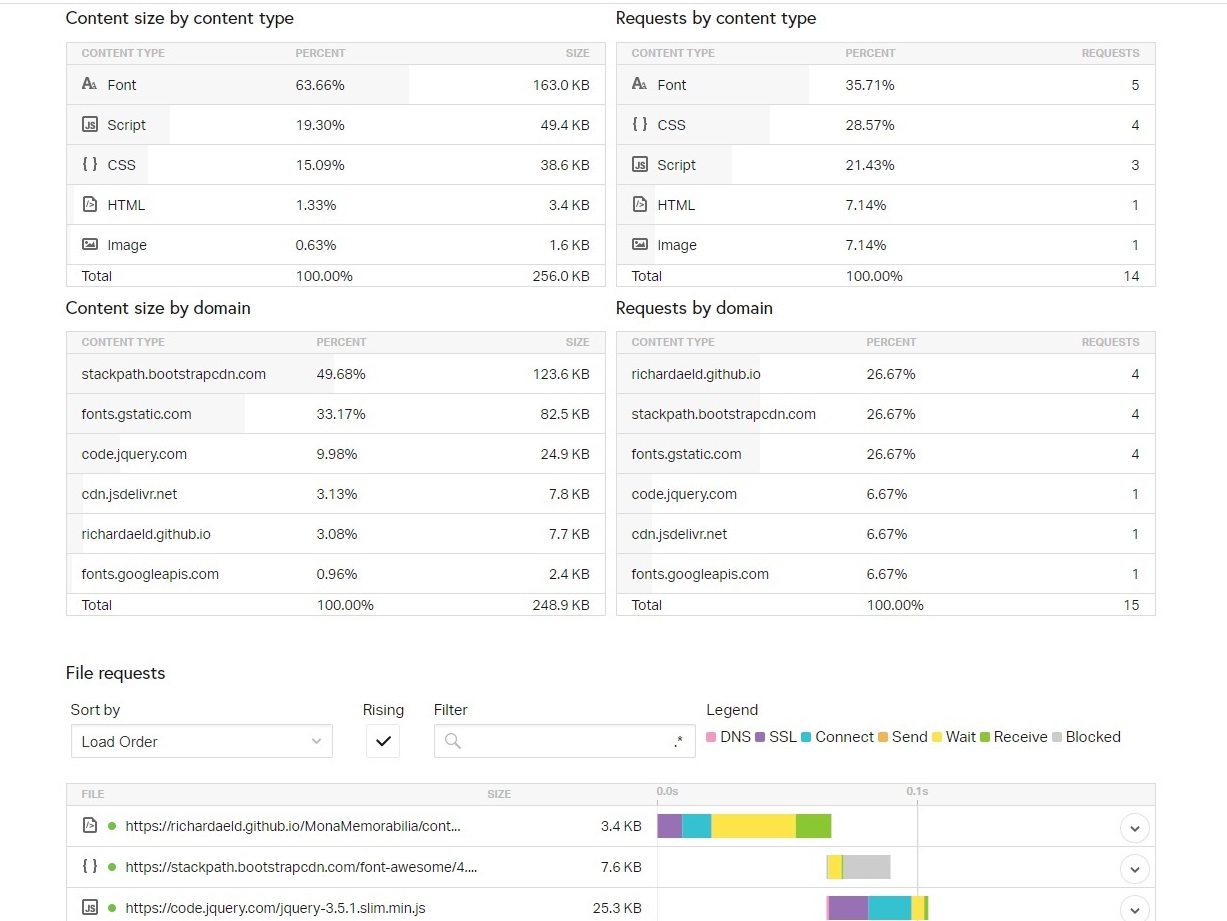 Content size by content type
CONTENT TYPE PERCENT SIZE
Font 63.66% 163.0 KB
JS Script 19.30% 49.4 KB
{ } CSS 15.09% 38.6 KB
HTML 1.33% 3.4 KB
Image 0.63% 1.6 KB
Total 100.00% 256.0 KB
Requests by content type
CONTENT TYPE PERCENT REQUESTS
Font 35.71% 5
{ } CSS 28.57% 4
JS Script 21.43% 3
HTML 7.14% 1
Image 7.14% 1
Total 100.00% 14
Content size by domain
CONTENT TYPE PERCENT SIZE
stackpath.bootstrapcdn.com 49.68% 123.6 KB
fonts.gstatic.com 33.17% 82.5 KB
code.jquery.com 9.98% 24.9 KB
cdn.jsdelivr.net 3.13% 7.8 KB
richardaeld.github.io 3.08% 7.7 KB
fonts.googleapis.com 0.96% 2.4 KB
Total 100.00% 248.9 KB
Requests by domain
CONTENT TYPE PERCENT REQUESTS
richardaeld.github.io 26.67% 4
stackpath.bootstrapcdn.com 26.67% 4
fonts.gstatic.com 26.67% 4
code.jquery.com 6.67% 1
cdn.jsdelivr.net 6.67% 1
fonts.googleapis.com 6.67% 1
Total 100.00% 15
File requests
Sort by Rising Filter Legend
Load Order .* DNS SSL Connect Send Wait Receive Blocked
FILE SIZE 0.0s 0.1s
https://richardaeld.github.io/MonaMemorabilia/cont... 3.4 KB
{ } https://stackpath.bootstrapcdn.com/font-awesome/4.... 7.6 KB
JS https://code.jquery.com/jquery-3.5.1.slim.min.js 25.3 KB